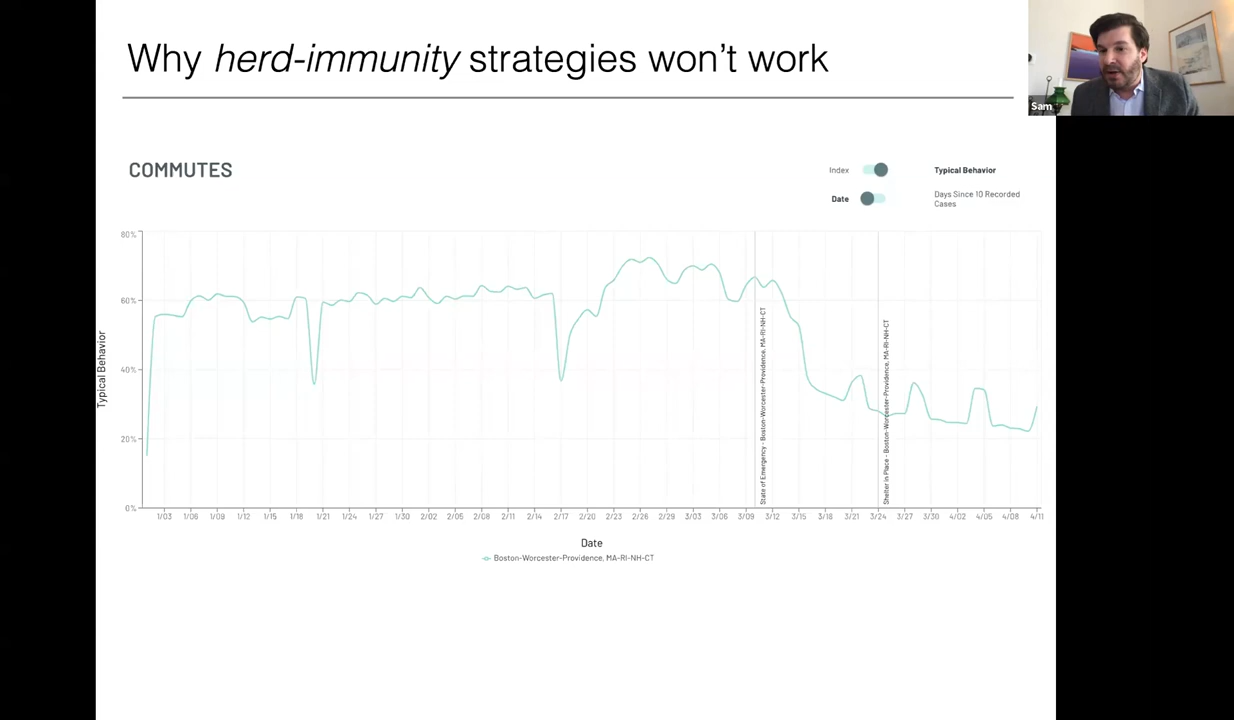 Why herd-immunity strategies won't work
Sam
COMMUTES
Index
Typical Behavior
Date
Days Since 10 Recorded
Cases
80%
60%
40%
20%
0%
Typical Behavior
State of Emergency - Boston-Worcester-Providence, MA-RI-NH-CT
Shelter in Place - Boston-Worcester-Providence, MA-RI-NH-CT
1/03 1/06 1/09 1/12 1/15 1/18 1/21 1/24 1/27 1/30 2/02 2/05 2/08 2/11 2/14 2/17 2/20 2/23 2/26 2/29 3/03 3/06 3/09 3/12 3/15 3/18 3/21 3/24 3/27 3/30 4/02 4/05 4/08 4/11
Date
Boston-Worcester-Providence, MA-RI-NH-CT